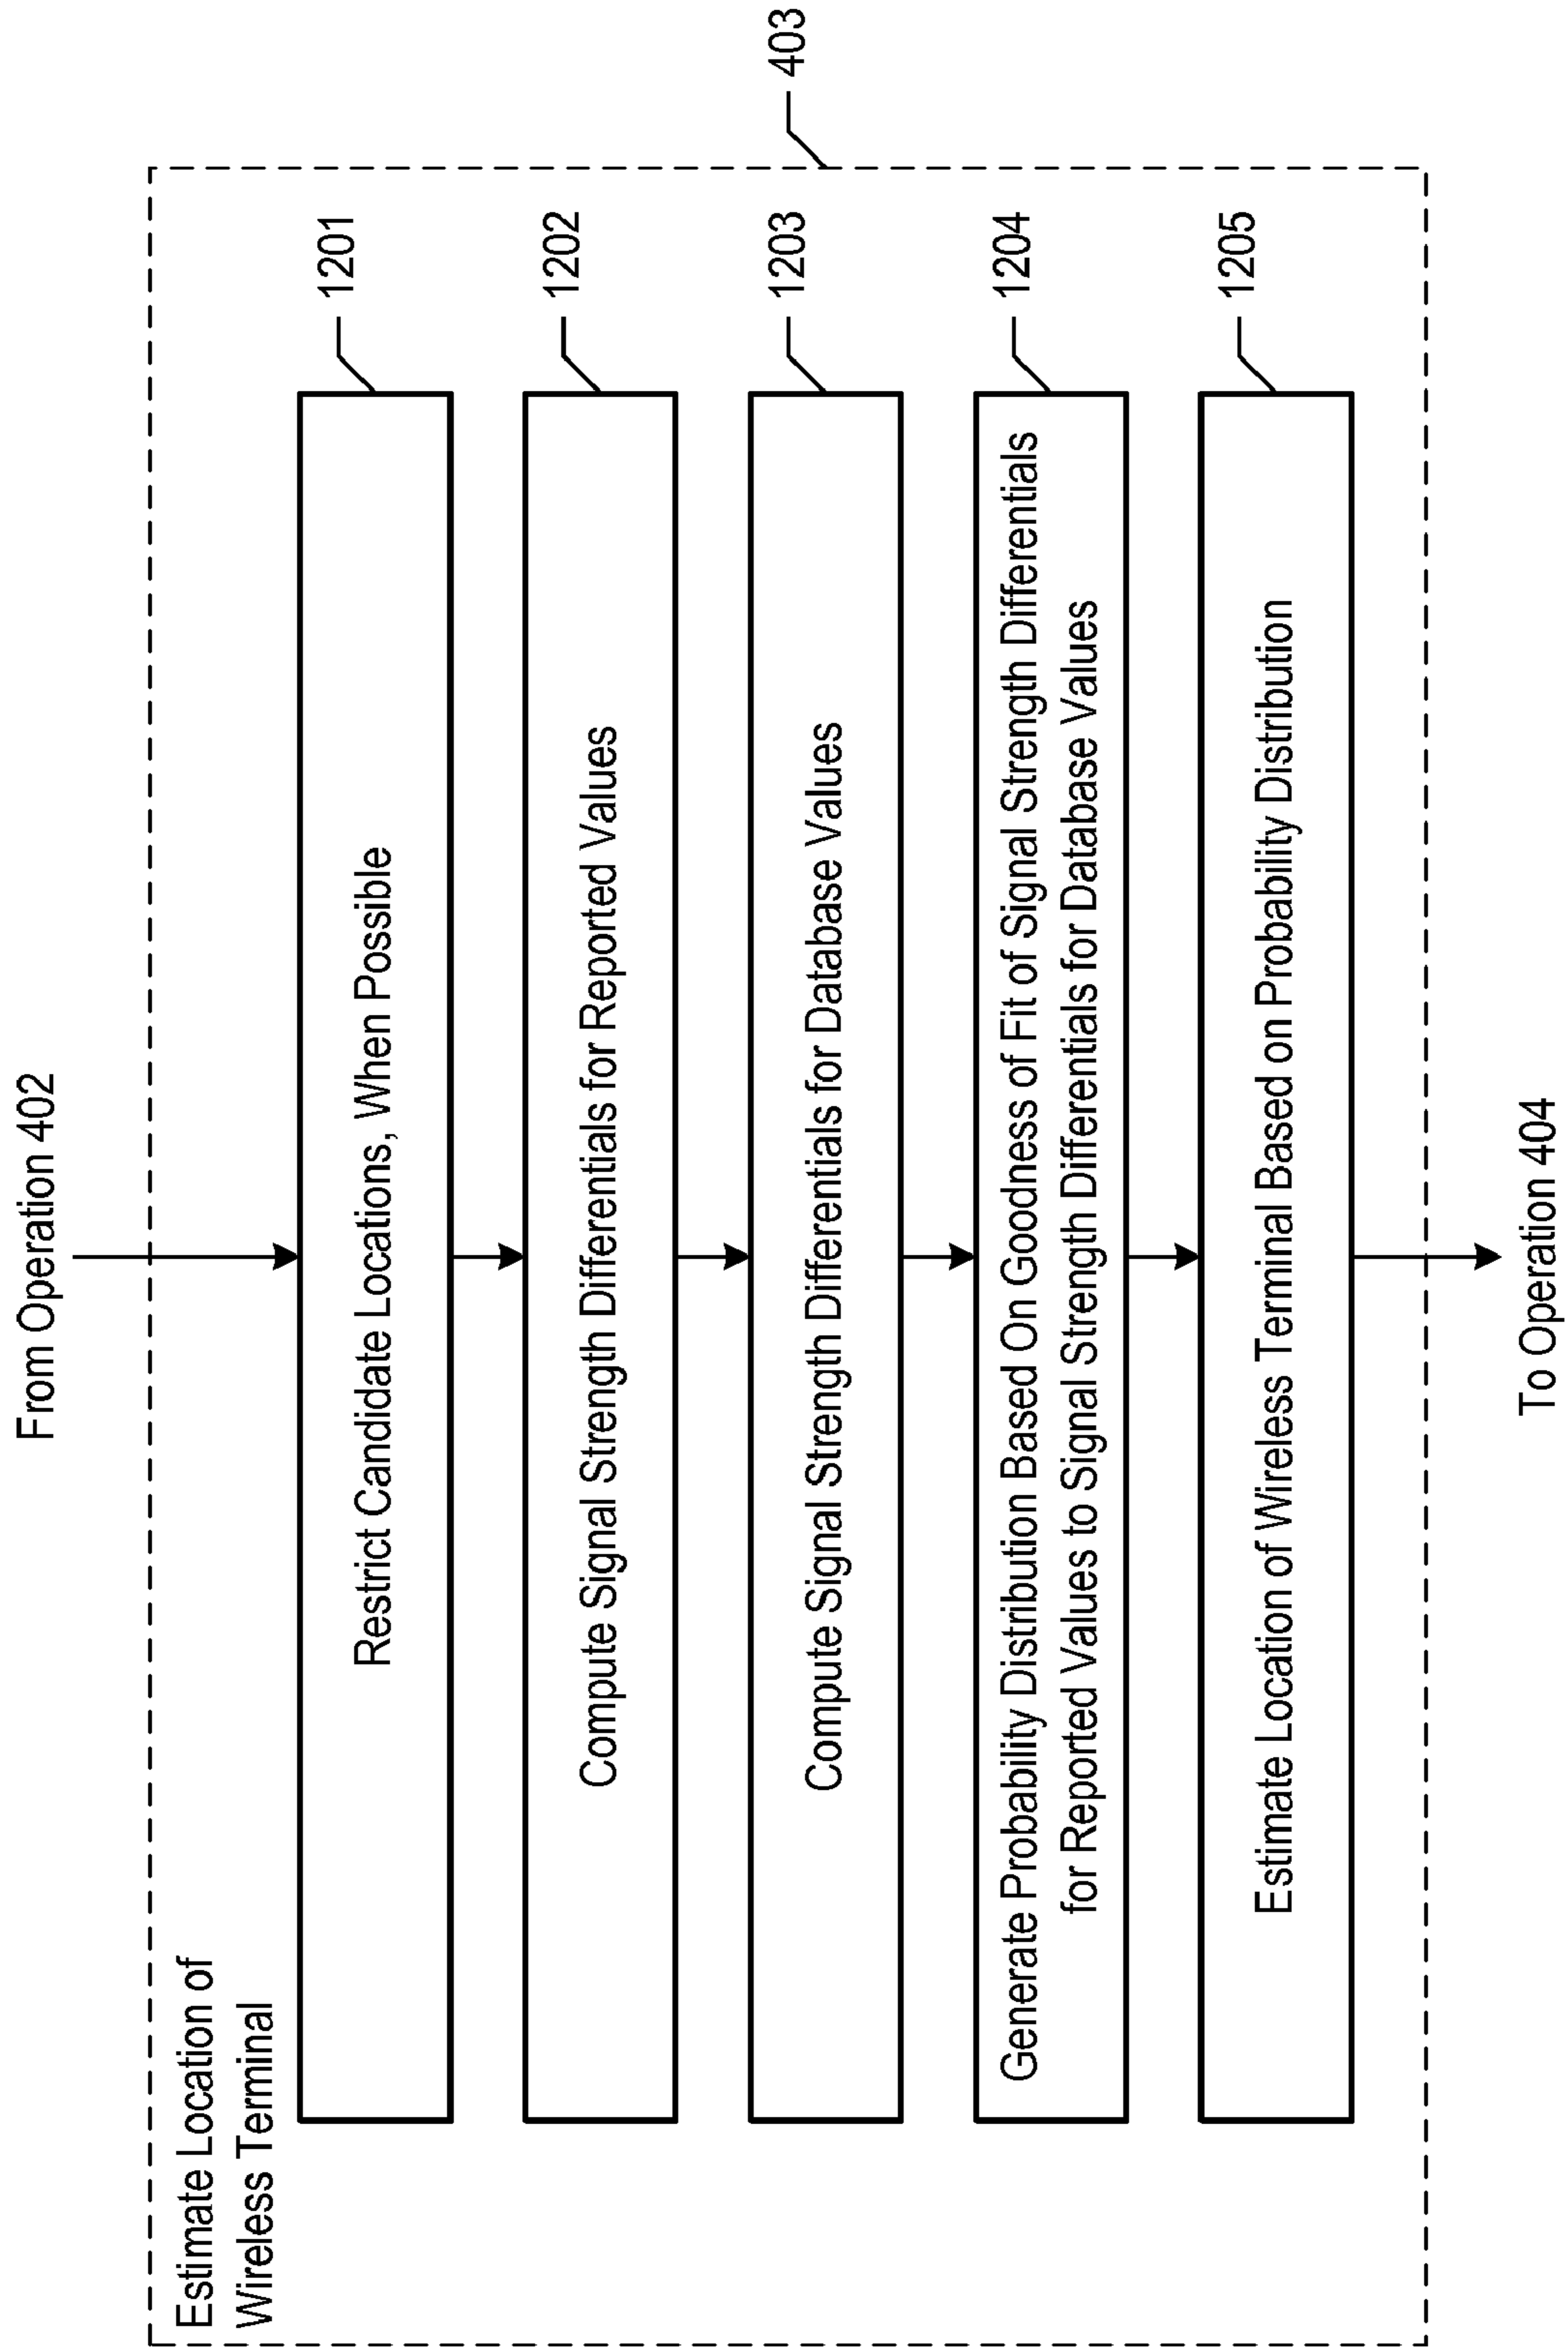 From Operation 402
Estimate Location of
Wireless Terminal
403
Restrict Candidate Locations, When Possible
1201
Compute Signal Strength Differentials for Reported Values
1202
Compute Signal Strength Differentials for Database Values
1203
Generate Probability Distribution Based On Goodness of Fit of Signal Strength Differentials
for Reported Values to Signal Strength Differentials for Database Values
1204
Estimate Location of Wireless Terminal Based on Probability Distribution
1205
To Operation 404